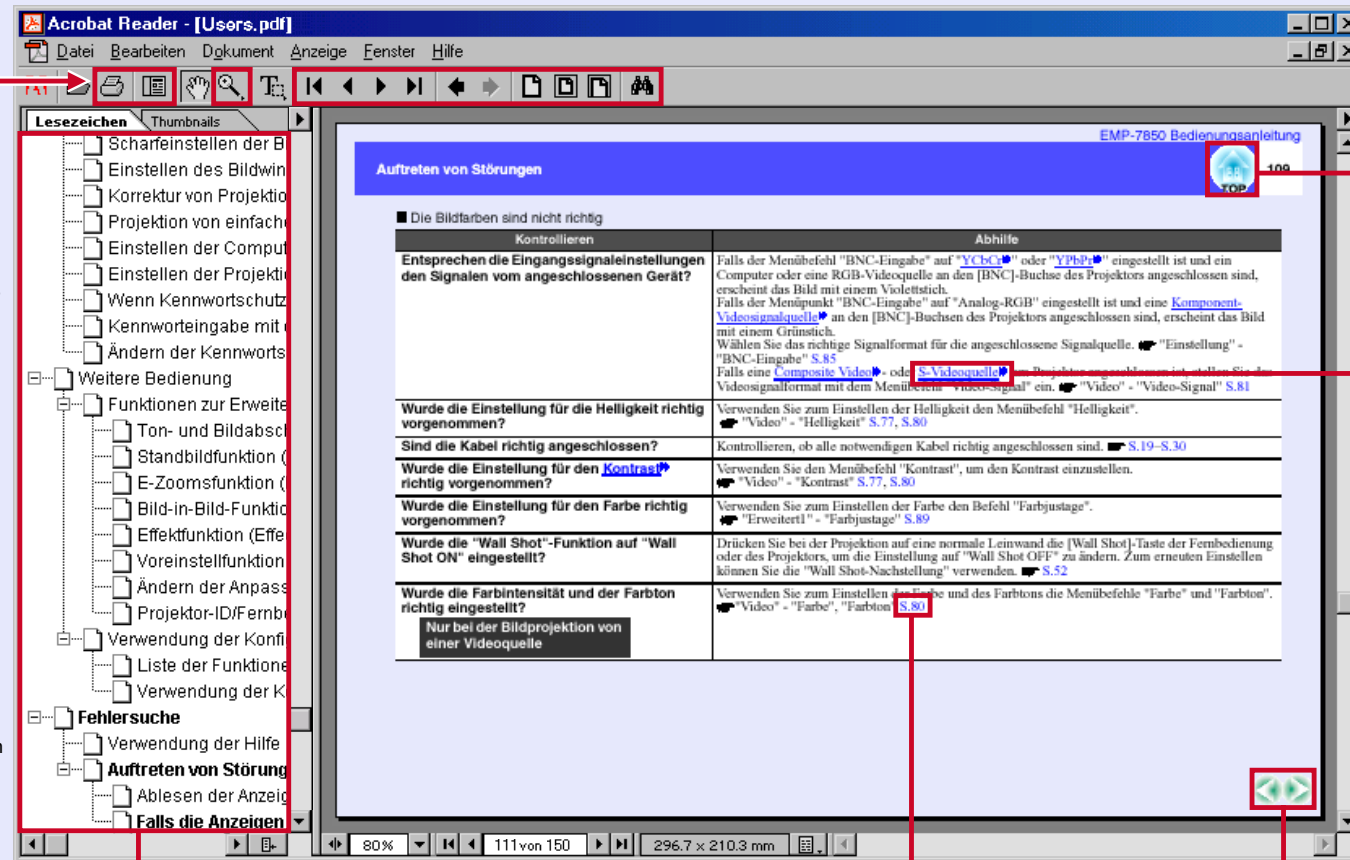 Acrobat Reader - [Users.pdf]
Datei Bearbeiten Dokument Anzeige Fenster Hilfe
Lesezeichen Thumbnails
Scharfeinstellen der B
Einstellen des Bildwin
Korrektur von Projektio
Projektion von einfach
Einstellen der Comput
Einstellen der Projekti
Wenn Kennwortschutz
Kennworteingabe mit
Ändern der Kennworts
Weitere Bedienung
Funktionen zur Erweite
Ton- und Bildabsch
Standbildfunktion (
E-Zoomsfunktion (
Bild-in-Bild-Funktio
Effektfunktion (Effe
Voreinstellfunktion
Ändern der Anpass
Projektor-ID/Fernb
Verwendung der Konfi
Liste der Funktione
Verwendung der K
Fehlersuche
Verwendung der Hilfe
Auftreten von Störung
Ablesen der Anzeig
Falls die Anzeigen
EMP-7850 Bedienungsanleitung
Auftreten von Störungen
TOP
109
Die Bildfarben sind nicht richtig
Kontrollieren Abhilfe
Entsprechen die Eingangssignaleinstellungen
den Signalen vom angeschlossenen Gerät?
Falls der Menübefehl "BNC-Eingabe" auf "YCbCr" oder "YPbPr" eingestellt ist und ein
Computer oder eine RGB-Videoquelle an den [BNC]-Buchse des Projektors angeschlossen sind,
erscheint das Bild mit einem Violettstich.
Falls der Menüpunkt "BNC-Eingabe" auf "Analog-RGB" eingestellt ist und eine Komponent-
Videosignalquelle an den [BNC]-Buchsen des Projektors angeschlossen sind, erscheint das Bild
mit einem Grünstich.
Wählen Sie das richtige Signalformat für die angeschlossene Signalquelle. "Einstellung" -
"BNC-Eingabe" S.85
Falls eine Composite Video - oder S-Videoquelle am Projektor angeschlossen ist, stellen Sie das
Videosignalformat mit dem Menübefehl "Video-Signal" ein. "Video" - "Video-Signal" S.81
Wurde die Einstellung für die Helligkeit richtig
vorgenommen?
Verwenden Sie zum Einstellen der Helligkeit den Menübefehl "Helligkeit".
"Video" - "Helligkeit" S.77, S.80
Sind die Kabel richtig angeschlossen?
Kontrollieren, ob alle notwendigen Kabel richtig angeschlossen sind. S.19–S.30
Wurde die Einstellung für den Kontrast
richtig vorgenommen?
Verwenden Sie den Menübefehl "Kontrast", um den Kontrast einzustellen.
"Video" - "Kontrast" S.77, S.80
Wurde die Einstellung für den Farbe richtig
vorgenommen?
Verwenden Sie zum Einstellen der Farbe den Befehl "Farbjustage".
"Erweitert1" - "Farbjustage" S.89
Wurde die "Wall Shot"-Funktion auf "Wall
Shot ON" eingestellt?
Drücken Sie bei der Projektion auf eine normale Leinwand die [Wall Shot]-Taste der Fernbedienung
oder des Projektors, um die Einstellung auf "Wall Shot OFF" zu ändern. Zum erneuten Einstellen
können Sie die "Wall Shot-Nachstellung" verwenden. S.52
Wurde die Farbintensität und der Farbton
richtig eingestellt?
Nur bei der Bildprojektion von
einer Videoquelle
Verwenden Sie zum Einstellen der Farbe und des Farbtons die Menübefehle "Farbe" und "Farbton".
"Video" - "Farbe", "Farbton" S.80
80% 111 von 150 296.7 x 210.3 mm